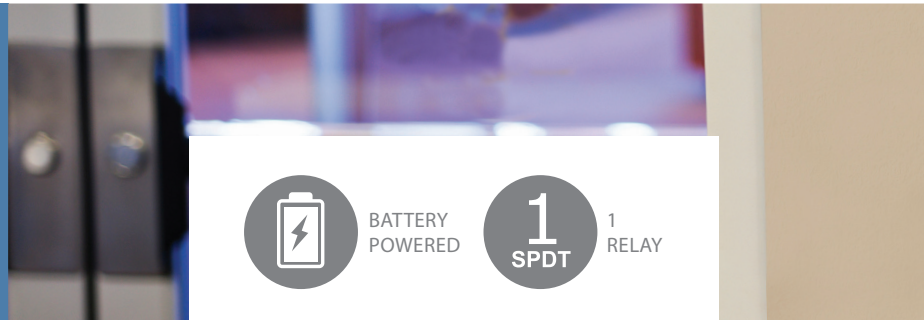 BATTERY
POWERED
1
SPDT
1
RELAY